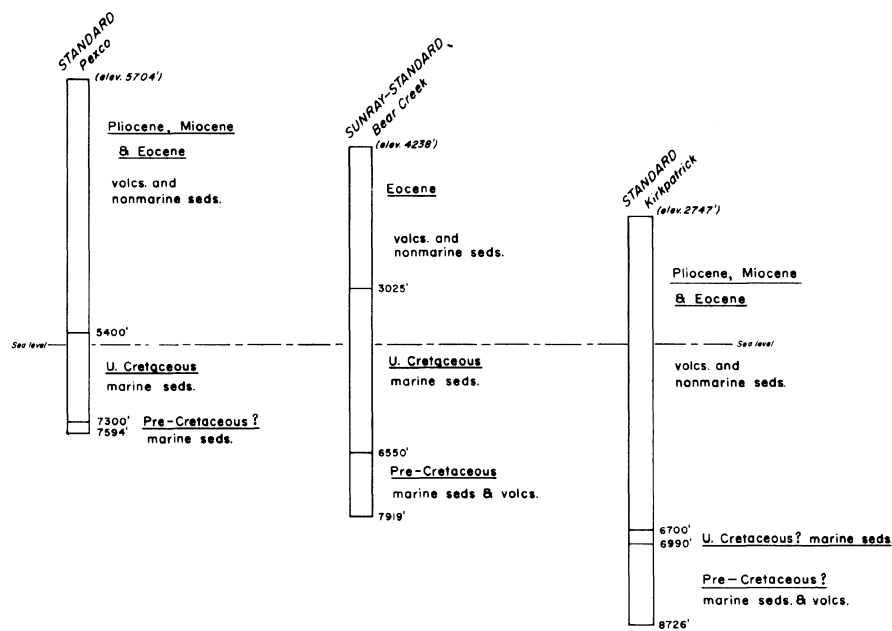 STANDARD
Pexco
(elev. 5704')
Pliocene, Miocene
& Eocene
volcs. and
nonmarine seds.
5400'
Sea level
U. Cretaceous
marine seds.
7300'
Pre-Cretaceous?
7594'
marine seds.
SUNRAY-STANDARD
Bear Creek
(elev. 4238')
Eocene
volcs. and
nonmarine seds.
3025'
U. Cretaceous
marine seds.
6550'
Pre-Cretaceous
marine seds & volcs.
7919'
STANDARD
Kirkpatrick
(elev. 2747')
Pliocene, Miocene
& Eocene
Sea level
volcs. and
nonmarine seds.
6700'
6990'
U. Cretaceous? marine seds
Pre-Cretaceous?
marine seds. & volcs.
8726'